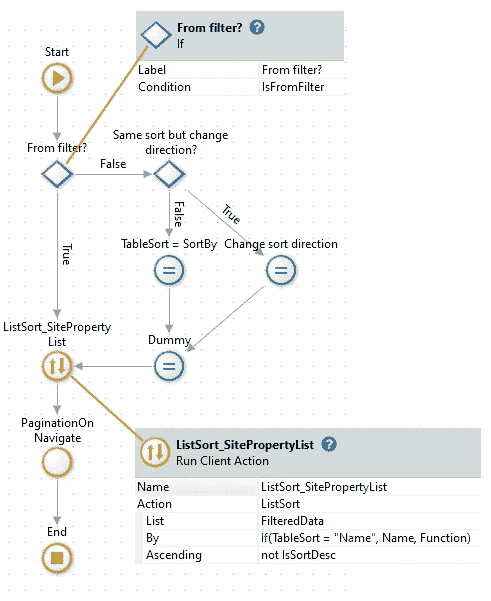 From filter?
If
Label From filter?
Condition IsFromFilter
Start
From filter?
False
Same sort but change
direction?
True
False
True
TableSort = SortBy
Change sort direction
ListSort_SiteProperty
List
Dummy
PaginationOn
Navigate
End
ListSort_SitePropertyList
Run Client Action
Name ListSort_SitePropertyList
Action ListSort
List FilteredData
By If(TableSort = "Name", Name, Function)
Ascending not IsSortDesc